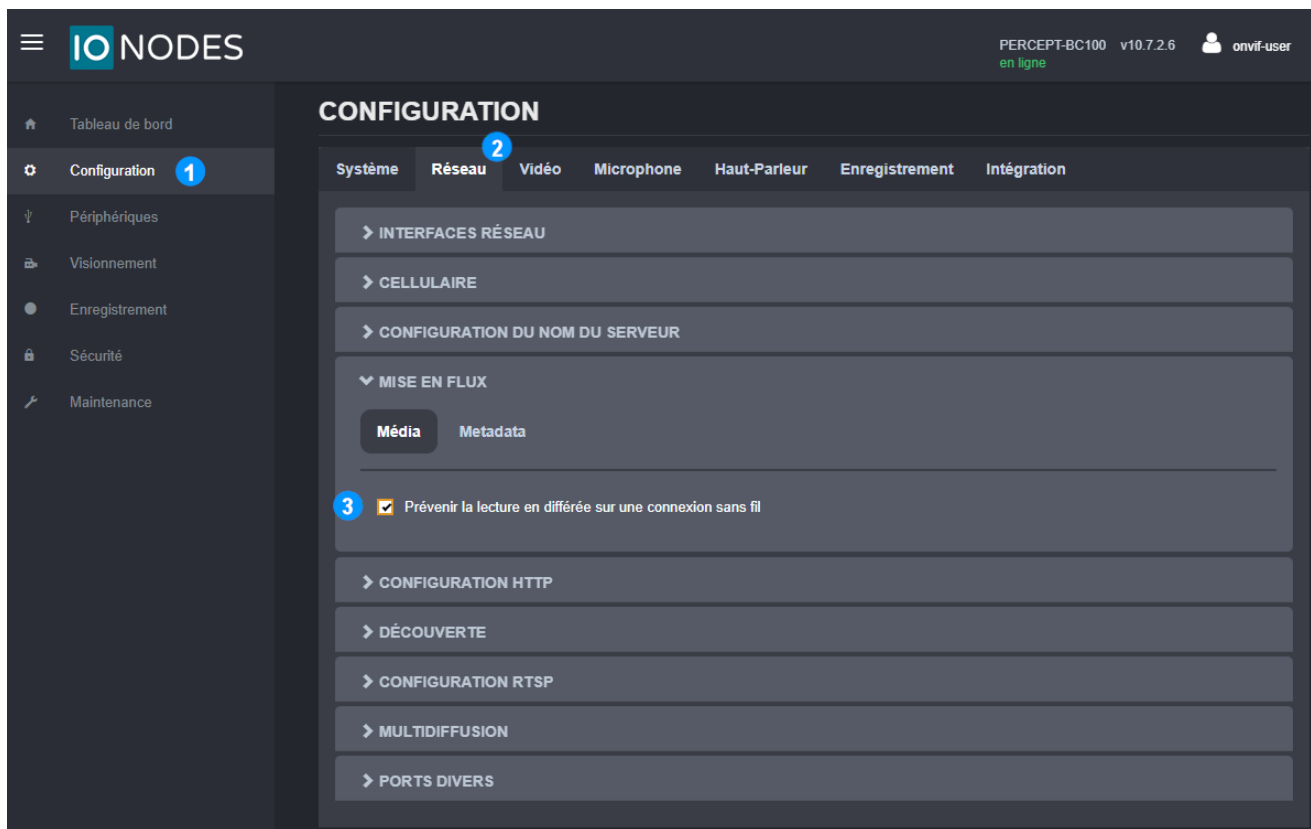 IO NODES
PERCEPT-BC100 v10.7.2.6 onvif-user
en ligne
Tableau de bord
Configuration 1
Périphériques
Visionnement
Enregistrement
Sécurité
Maintenance
CONFIGURATION
2
Système Réseau Vidéo Microphone Haut-Parleur Enregistrement Intégration
INTERFACES RÉSEAU
CELLULAIRE
CONFIGURATION DU NOM DU SERVEUR
MISE EN FLUX
Média Metadata
3 Prévenir la lecture en différée sur une connexion sans fil
CONFIGURATION HTTP
DÉCOUVERTE
CONFIGURATION RTSP
MULTIDIFFUSION
PORTS DIVERS